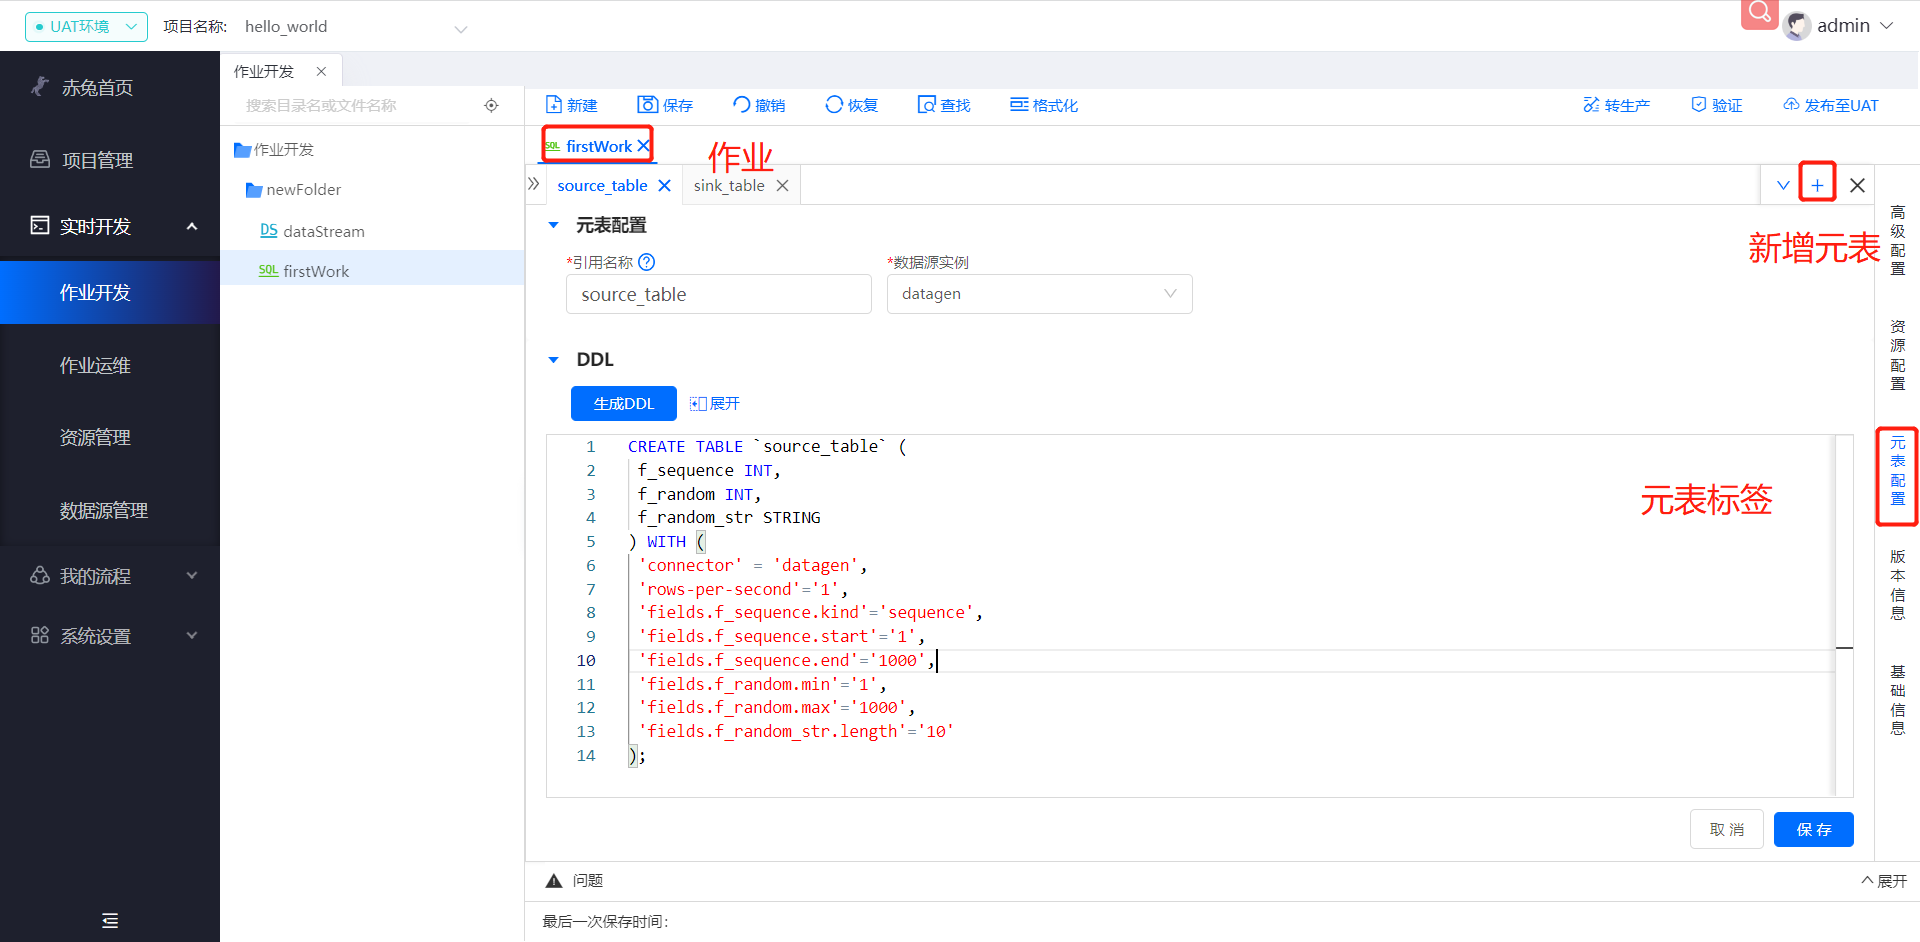 UAT环境
项目名称:
hello_world
admin
赤兔首页
项目管理
实时开发
作业开发
作业运维
资源管理
数据源管理
我的流程
系统设置
作业开发
搜索目录名或文件名称
作业开发
newFolder
DS dataStream
SQL firstWork
新建
保存
撤销
恢复
查找
格式化
转生产
验证
发布至UAT
SQL firstWork
作业
source_table
sink_table
新增元表
元表配置
*引用名称
*数据源实例
source_table
datagen
DDL
生成DDL
展开
1 CREATE TABLE `source_table` (
2 f_sequence INT,
3 f_random INT,
4 f_random_str STRING
5 ) WITH (
6 'connector' = 'datagen',
7 'rows-per-second'='1',
8 'fields.f_sequence.kind'='sequence',
9 'fields.f_sequence.start'='1',
10 'fields.f_sequence.end'='1000',
11 'fields.f_random.min'='1',
12 'fields.f_random.max'='1000',
13 'fields.f_random_str.length'='10'
14 );
元表标签
高级配置
资源配置
元表配置
版本信息
基础信息
取 消
保 存
问题
展开
最后一次保存时间: